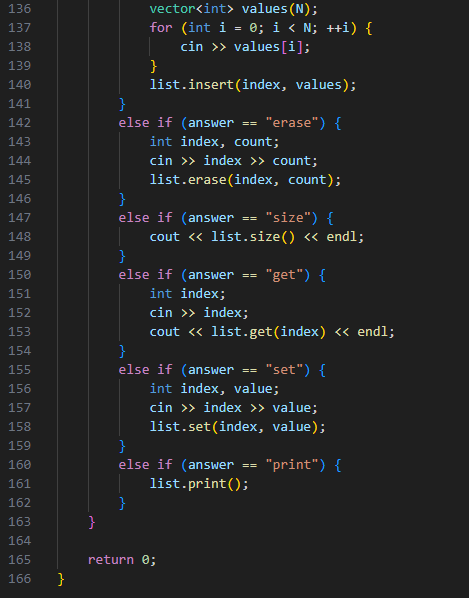 136 vector<int> values(N);
137 for (int i = 0; i < N; ++i) {
138 cin >> values[i];
139 }
140 list.insert(index, values);
141 }
142 else if (answer == "erase") {
143 int index, count;
144 cin >> index >> count;
145 list.erase(index, count);
146 }
147 else if (answer == "size") {
148 cout << list.size() << endl;
149 }
150 else if (answer == "get") {
151 int index;
152 cin >> index;
153 cout << list.get(index) << endl;
154 }
155 else if (answer == "set") {
156 int index, value;
157 cin >> index >> value;
158 list.set(index, value);
159 }
160 else if (answer == "print") {
161 list.print();
162 }
163 }
164
165 return 0;
166 }